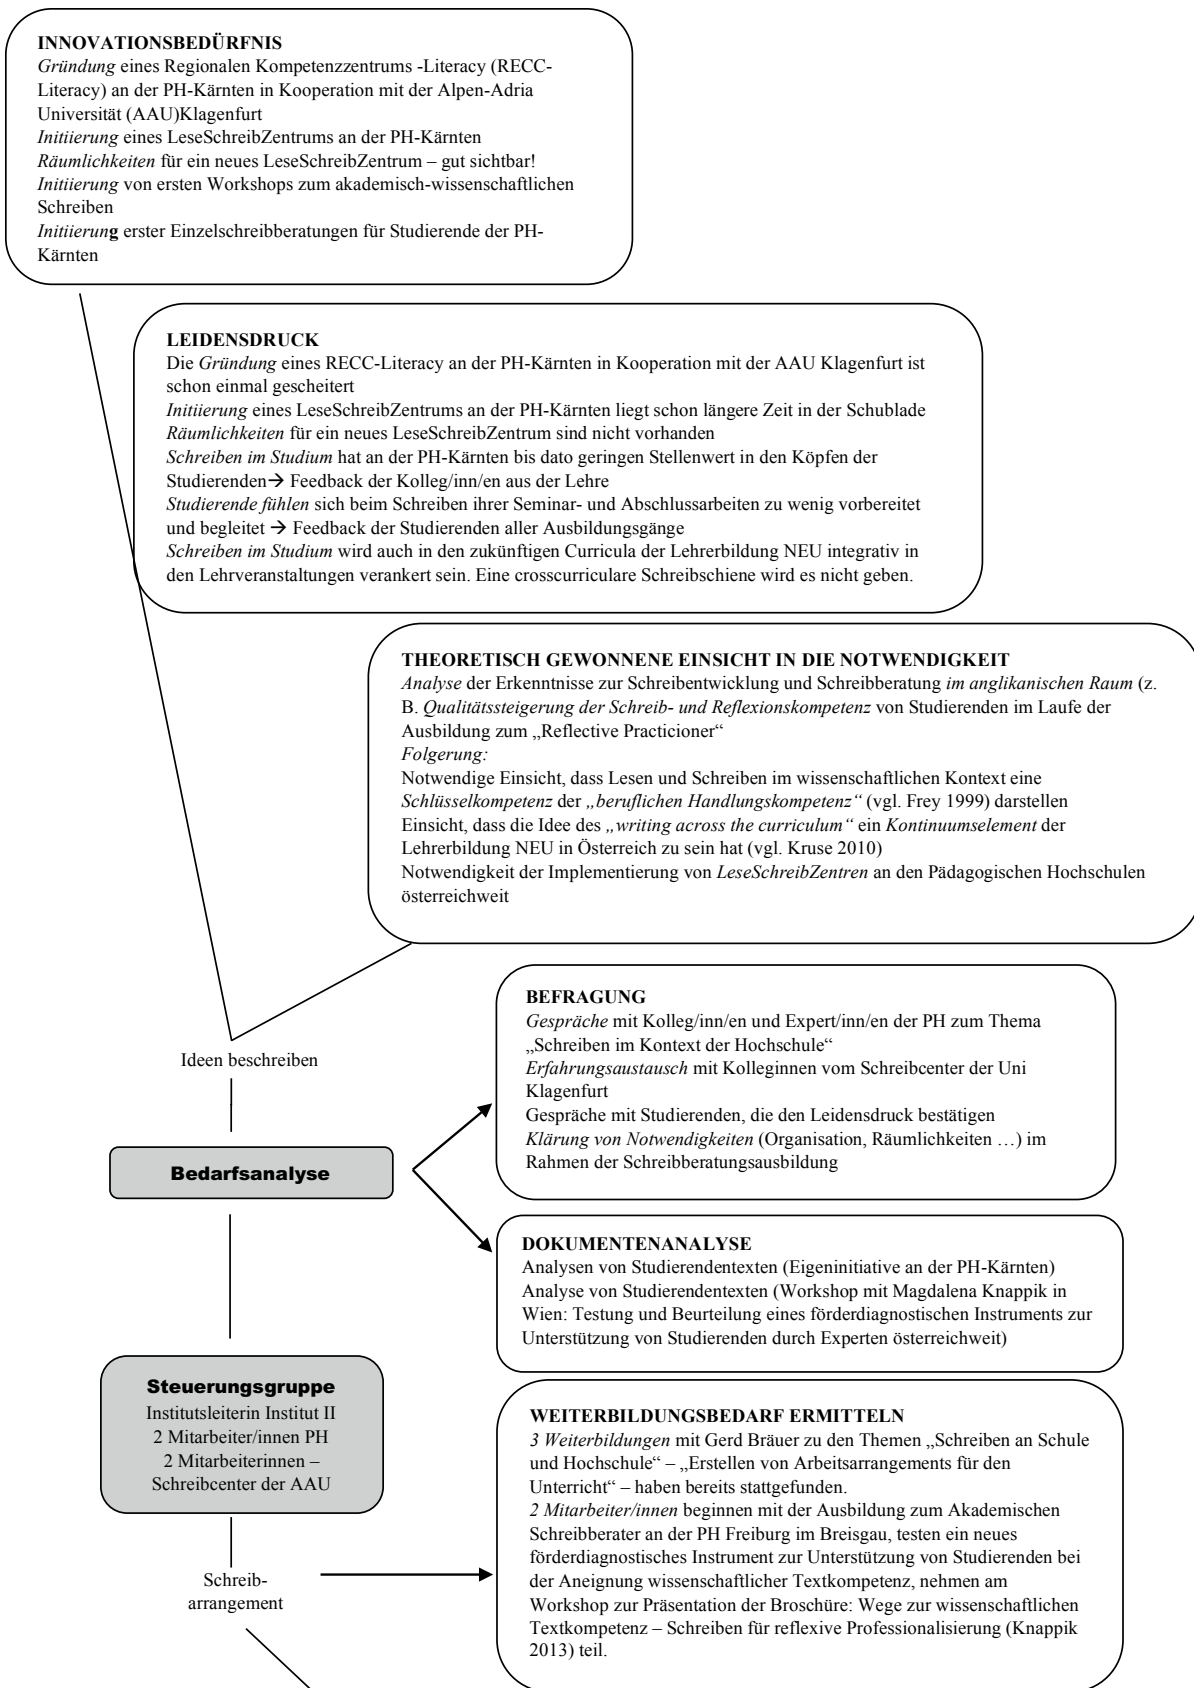 INNOVATIONSBEDÜRFNIS
Gründung eines Regionalen Kompetenzzentrums -Literacy (RECC-
Literacy) an der PH-Kärnten in Kooperation mit der Alpen-Adria
Universität (AAU)Klagenfurt
Initiierung eines LeseSchreibZentrums an der PH-Kärnten
Räumlichkeiten für ein neues LeseSchreibZentrum – gut sichtbar!
Initiierung von ersten Workshops zum akademisch-wissenschaftlichen
Schreiben
Initiierung erster Einzelschreibberatungen für Studierende der PH-
Kärnten
LEIDENSDRUCK
Die Gründung eines RECC-Literacy an der PH-Kärnten in Kooperation mit der AAU Klagenfurt ist
schon einmal gescheitert
Initiierung eines LeseSchreibZentrums an der PH-Kärnten liegt schon längere Zeit in der Schublade
Räumlichkeiten für ein neues LeseSchreibZentrum sind nicht vorhanden
Schreiben im Studium hat an der PH-Kärnten bis dato geringen Stellenwert in den Köpfen der
Studierenden→ Feedback der Kolleg/inn/en aus der Lehre
Studierende fühlen sich beim Schreiben ihrer Seminar- und Abschlussarbeiten zu wenig vorbereitet
und begleitet → Feedback der Studierenden aller Ausbildungsgänge
Schreiben im Studium wird auch in den zukünftigen Curricula der Lehrerbildung NEU integrativ in
den Lehrveranstaltungen verankert sein. Eine crosscurriculare Schreibschiene wird es nicht geben.
THEORETISCH GEWONNENE EINSICHT IN DIE NOTWENDIGKEIT
Analyse der Erkenntnisse zur Schreibentwicklung und Schreibberatung im anglikanischen Raum (z.
B. Qualitätssteigerung der Schreib- und Reflexionskompetenz von Studierenden im Laufe der
Ausbildung zum „Reflective Practicioner“
Folgerung:
Notwendige Einsicht, dass Lesen und Schreiben im wissenschaftlichen Kontext eine
Schlüsselkompetenz der „beruflichen Handlungskompetenz“ (vgl. Frey 1999) darstellen
Einsicht, dass die Idee des „writing across the curriculum“ ein Kontinuumselement der
Lehrerbildung NEU in Österreich zu sein hat (vgl. Kruse 2010)
Notwendigkeit der Implementierung von LeseSchreibZentren an den Pädagogischen Hochschulen
österreichweit
Ideen beschreiben
BEFRAGUNG
Gespräche mit Kolleg/inn/en und Expert/inn/en der PH zum Thema
„Schreiben im Kontext der Hochschule“
Erfahrungsaustausch mit Kolleginnen vom Schreibcenter der Uni
Klagenfurt
Gespräche mit Studierenden, die den Leidensdruck bestätigen
Klärung von Notwendigkeiten (Organisation, Räumlichkeiten …) im
Rahmen der Schreibberatungsausbildung
Bedarfsanalyse
DOKUMENTENANALYSE
Analysen von Studierendentexten (Eigeninitiative an der PH-Kärnten)
Analyse von Studierendentexten (Workshop mit Magdalena Knappik in
Wien: Testung und Beurteilung eines förderdiagnostischen Instruments zur
Unterstützung von Studierenden durch Experten österreichweit)
Steuerungsgruppe
Institutsleiterin Institut II
2 Mitarbeiter/innen PH
2 Mitarbeiterinnen –
Schreibcenter der AAU
WEITERBILDUNGSBEDARF ERMITTELN
3 Weiterbildungen mit Gerd Bräuer zu den Themen „Schreiben an Schule
und Hochschule“ – „Erstellen von Arbeitsarrangements für den
Unterricht“ – haben bereits stattgefunden.
2 Mitarbeiter/innen beginnen mit der Ausbildung zum Akademischen
Schreibberater an der PH Freiburg im Breisgau, testen ein neues
förderdiagnostisches Instrument zur Unterstützung von Studierenden bei
der Aneignung wissenschaftlicher Textkompetenz, nehmen am
Workshop zur Präsentation der Broschüre: Wege zur wissenschaftlichen
Textkompetenz – Schreiben für reflexive Professionalisierung (Knappik
2013) teil.
Schreib-
arrangement